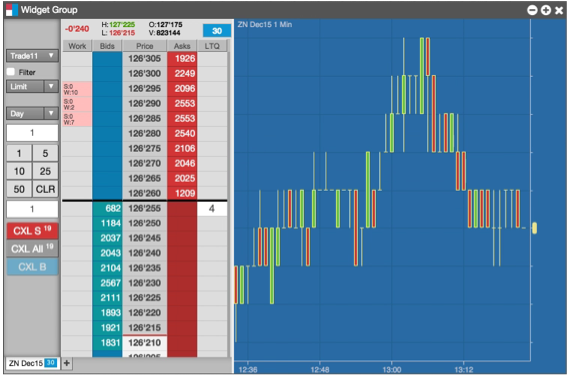 Widget Group
-0'240 H:127'225 O:127'175 30
L: 126'215 V:823144
Work Bids Price Asks LTQ
126'305 1926
126'300 2249
S:0 W:10 126'295 2096
S:0 W:2 126'290 2553
S:0 W:7 126'285 2553
126'280 2540
126'275 2106
126'270 2046
126'265 2025
126'260 1209
682 126'255 4
1184 126'250
2037 126'245
2043 126'240
2104 126'235
2567 126'230
2111 126'225
1893 126'220
1921 126'215
1831 126'210
Trade11
Filter
Limit
Day
1
1 5
10 25
50 CLR
1
CXL S 19
CXL All 19
CXL B
ZN Dec15 30 +
ZN Dec15 1 Min
12:36 12:48 13:00 13:12